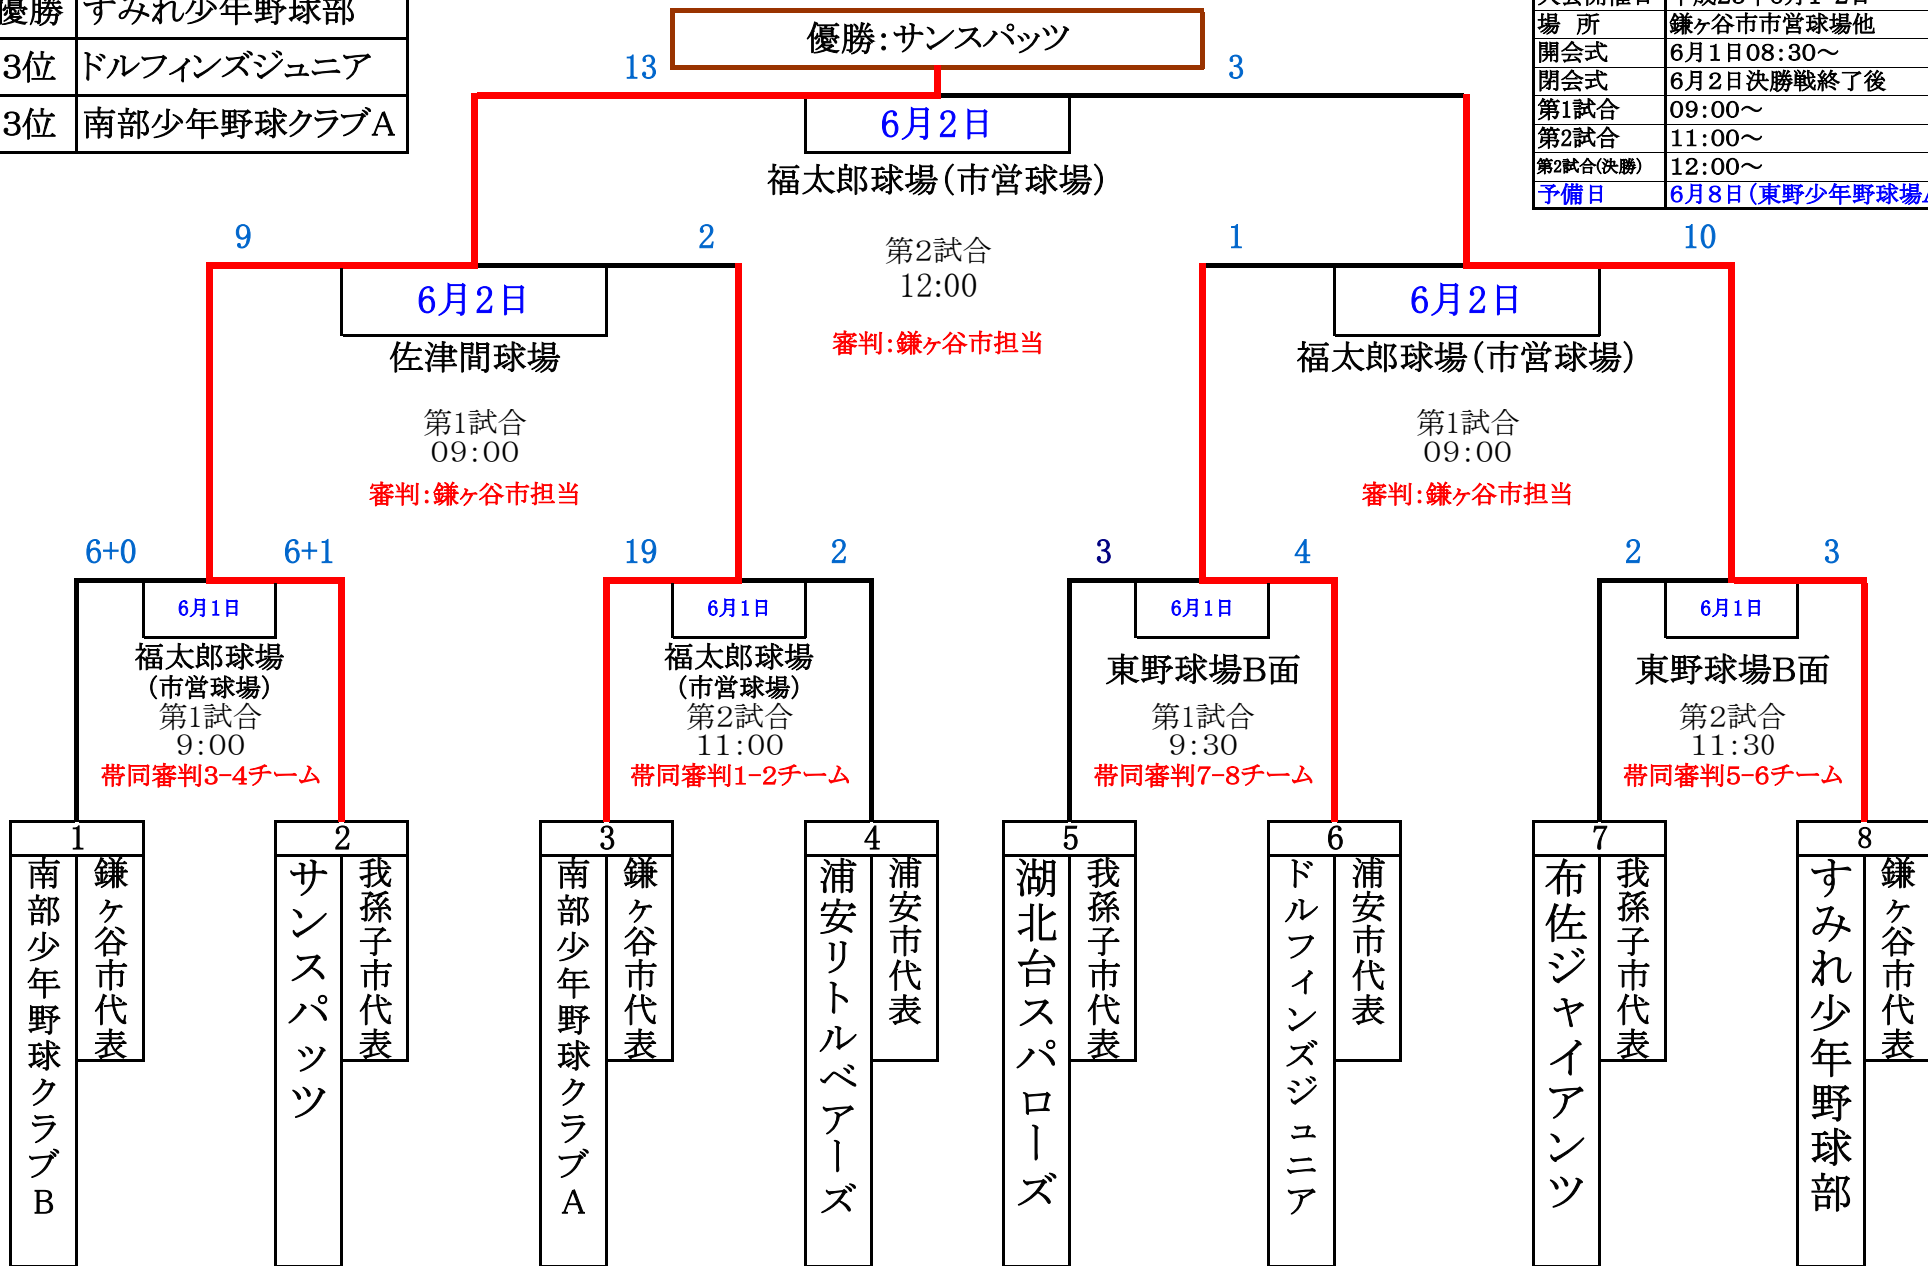 優勝 すみれ少年野球部
3位 ドルフィンズジュニア
3位 南部少年野球クラブA
優勝:サンスパッツ
場 所 鎌ヶ谷市市営球場他
開会式 6月1日08:30～
閉会式 6月2日決勝戦終了後
第1試合 09:00～
第2試合 11:00～
第2試合(決勝) 12:00～
予備日 6月8日(東野少年野球場
13 3
6月2日
福太郎球場(市営球場)
第2試合
12:00
審判:鎌ヶ谷市担当
9 2
6月2日
佐津間球場
第1試合
09:00
審判:鎌ヶ谷市担当
1 10
6月2日
福太郎球場(市営球場)
第1試合
09:00
審判:鎌ヶ谷市担当
6+0 6+1
6月1日
福太郎球場
(市営球場)
第1試合
9:00
帯同審判3-4チーム
19 2
6月1日
福太郎球場
(市営球場)
第2試合
11:00
帯同審判1-2チーム
3 4
6月1日
東野球場B面
第1試合
9:30
帯同審判7-8チーム
2 3
6月1日
東野球場B面
第2試合
11:30
帯同審判5-6チーム
1
南部少年野球クラブB
鎌ヶ谷市代表
2
サンスパッツ
我孫子市代表
3
南部少年野球クラブA
鎌ヶ谷市代表
4
浦安リトルベアーズ
浦安市代表
5
湖北台スパローズ
我孫子市代表
6
ドルフィンズジュニア
浦安市代表
7
布佐ジャイアンツ
我孫子市代表
8
すみれ少年野球部
鎌ヶ谷市代表